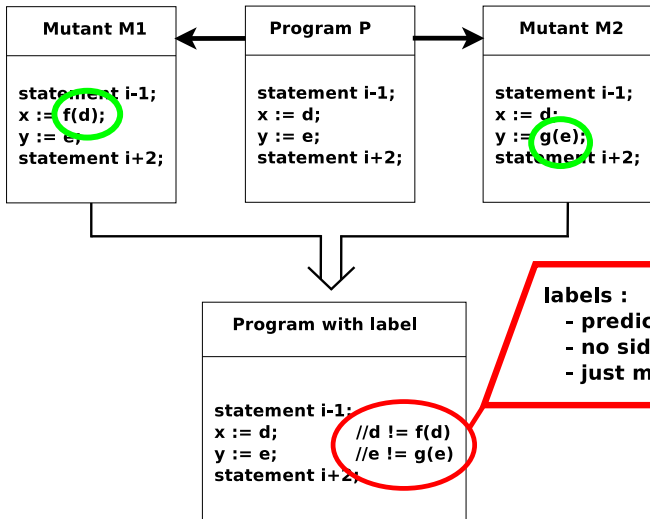 Mutant M1
statement i-1;
x := f(d);
y := e;
statement i+2;
Program P
statement i-1;
x := d;
y := e;
statement i+2;
Mutant M2
statement i-1;
x := d;
y := g(e);
statement i+2;
labels :
- predic
- no sid
- just m
Program with label
statement i-1;
x := d; //d != f(d)
y := e; //e != g(e)
statement i+2;